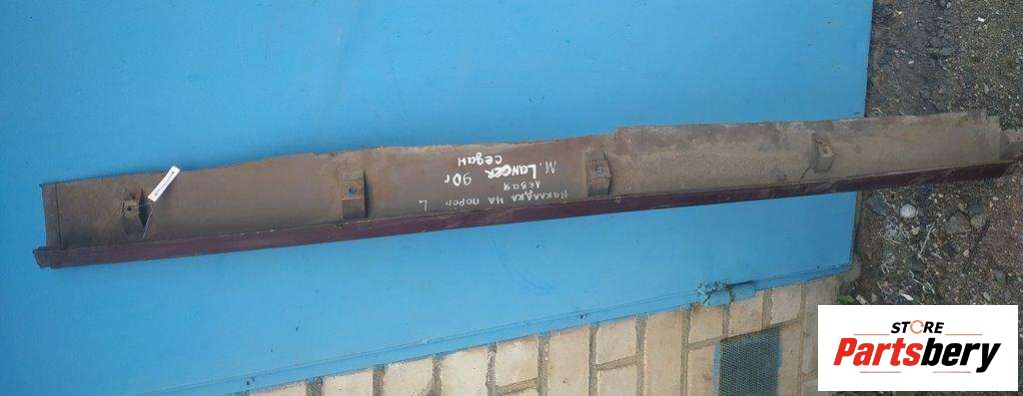 М. LANCER 90г
седан
Накладка на порог L
левая
STORE
Partsbery